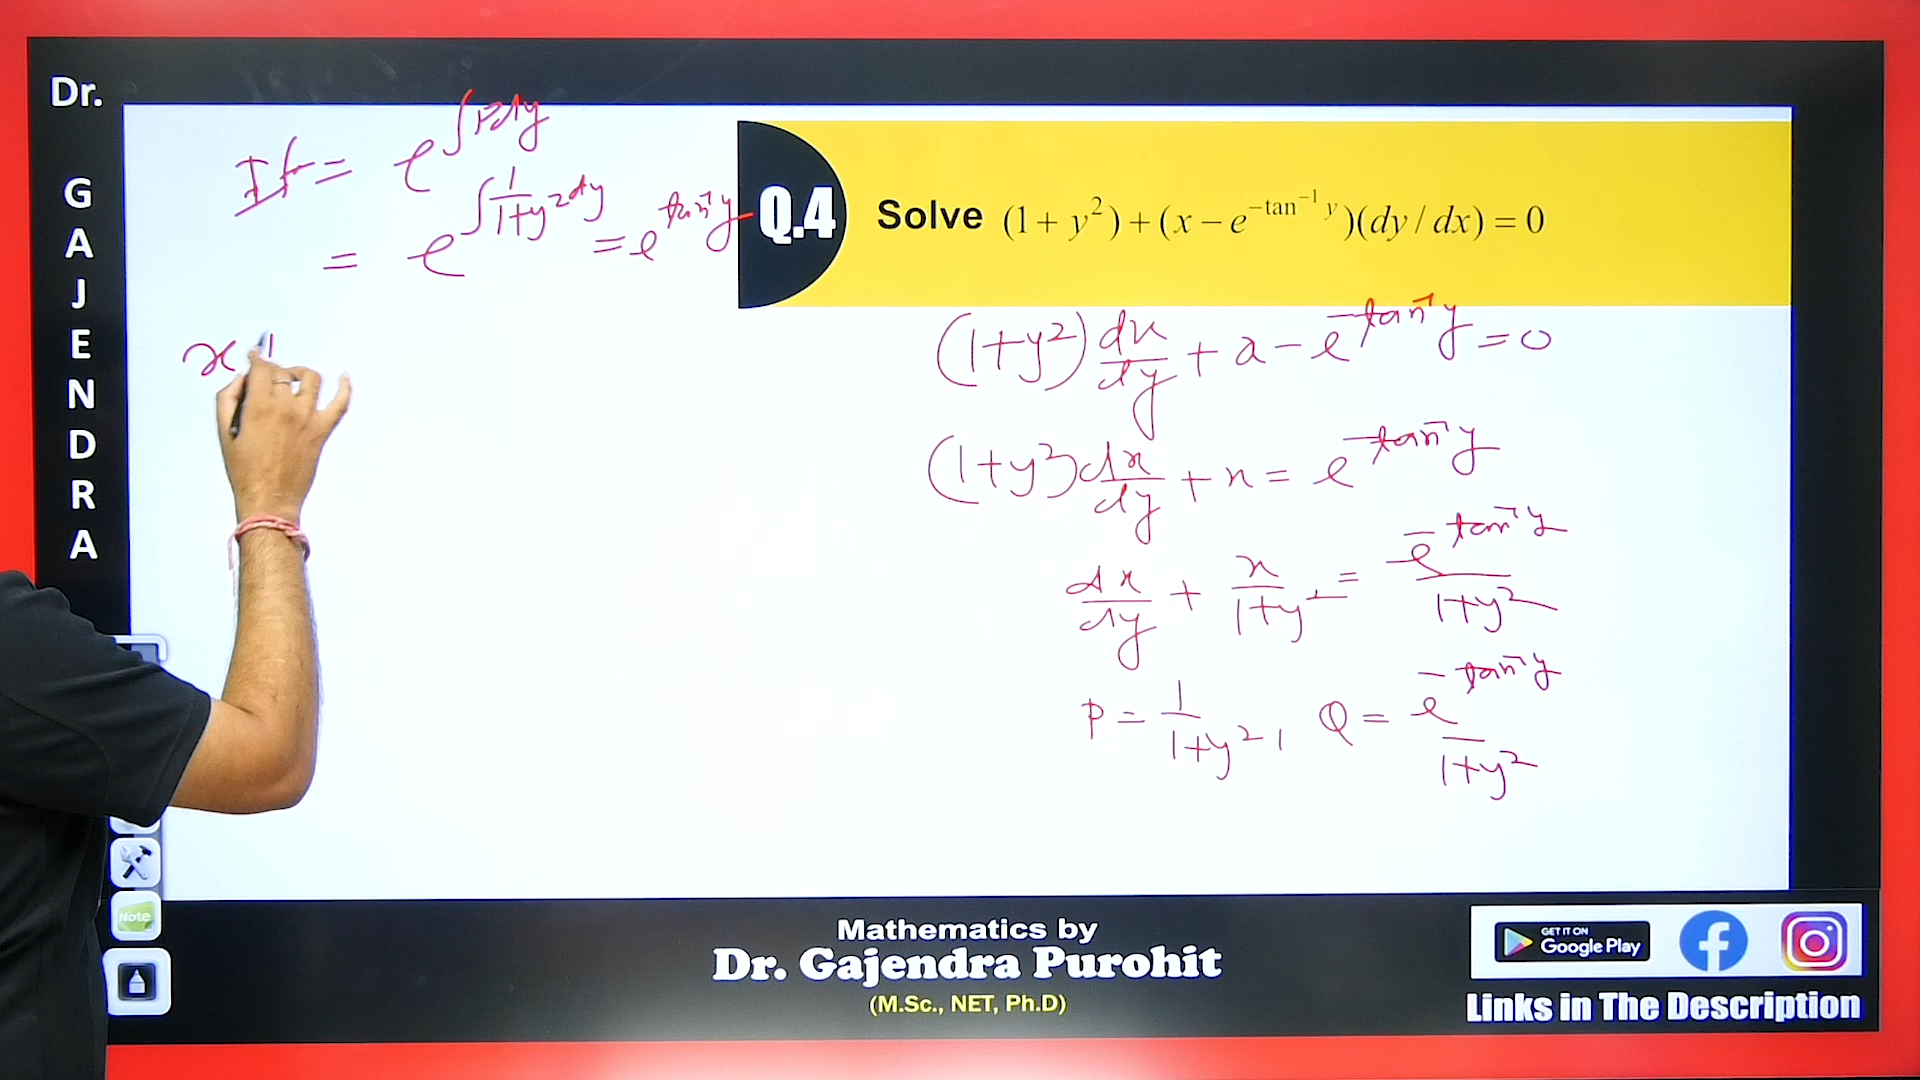 Dr.
GAJENDRA
If = e^∫Pdy
= e^∫1/1+y² dy = e^tan⁻¹y
x · I
Q.4 Solve (1 + y²) + (x − e^−tan⁻¹ y)(dy / dx) = 0
(1+y²) dx/dy + x − e^−tan⁻¹y = 0
(1+y²) dx/dy + x = e^−tan⁻¹y
dx/dy + x/1+y² = e^−tan⁻¹y/1+y²
P = 1/1+y² , Q = e^−tan⁻¹y/1+y²
Note
Mathematics by
Dr. Gajendra Purohit
(M.Sc., NET, Ph.D)
GET IT ON
Google Play
Links in The Description